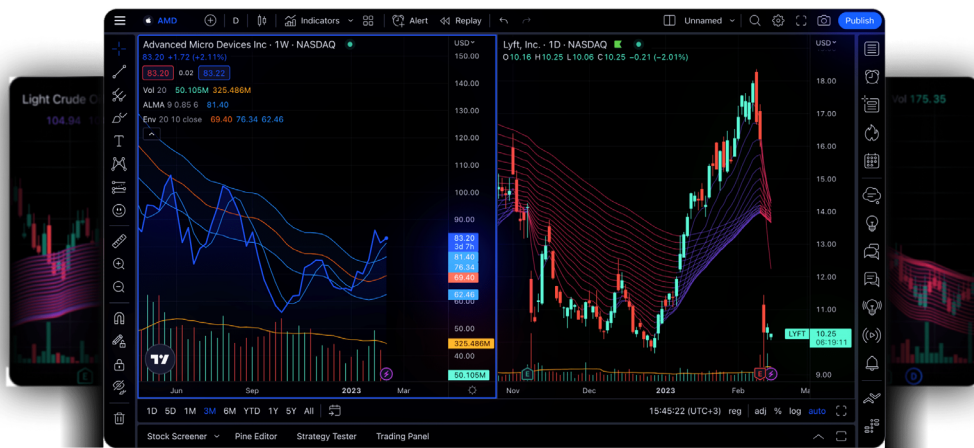 AMD
D
Indicators
Alert
Replay
Unnamed
Publish
Advanced Micro Devices Inc · 1W · NASDAQ
83.20 +1.72 (+2.11%)
83.20 0.02 83.22
Vol 20 50.105M 325.486M
ALMA 9 0.85 6 81.40
Env 20 10 close 69.40 76.34 62.46
USD
150.00
140.00
130.00
120.00
110.00
100.00
90.00
83.20
3d 7h
81.40
76.34
69.40
62.46
60.00
50.00
325.486M
40.00
50.105M
Jun Sep 2023 Mar
Lyft, Inc. · 1D · NASDAQ
O10.16 H10.25 L10.06 C10.25 −0.21 (−2.01%)
USD
18.00
17.00
16.00
15.00
14.00
13.00
12.00
11.00
LYFT 10.25
06:19:11
9.00
E
E
Nov Dec 2023 Feb
1D 5D 1M 3M 6M YTD 1Y 5Y All
15:45:22 (UTC+3) reg adj % log auto
Stock Screener Pine Editor Strategy Tester Trading Panel
Light Crude
104.94
E
Vol 175.35
D